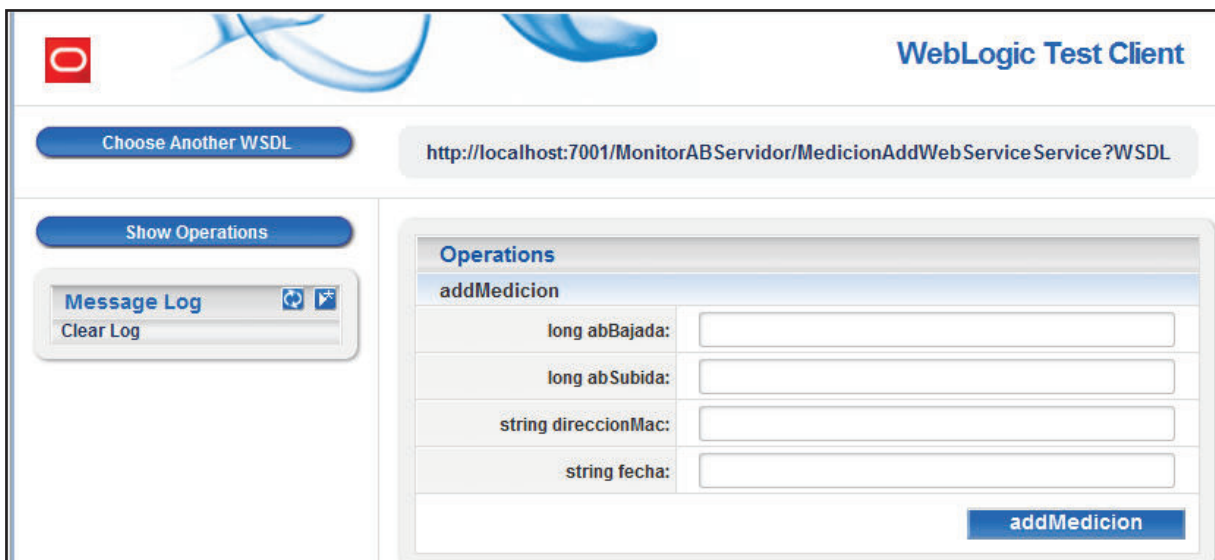 WebLogic Test Client
Choose Another WSDL
http://localhost:7001/MonitorABServidor/MedicionAddWebServiceService?WSDL
Show Operations
Message Log
Clear Log
Operations
addMedicion
long abBajada:
long abSubida:
string direccionMac:
string fecha:
addMedicion